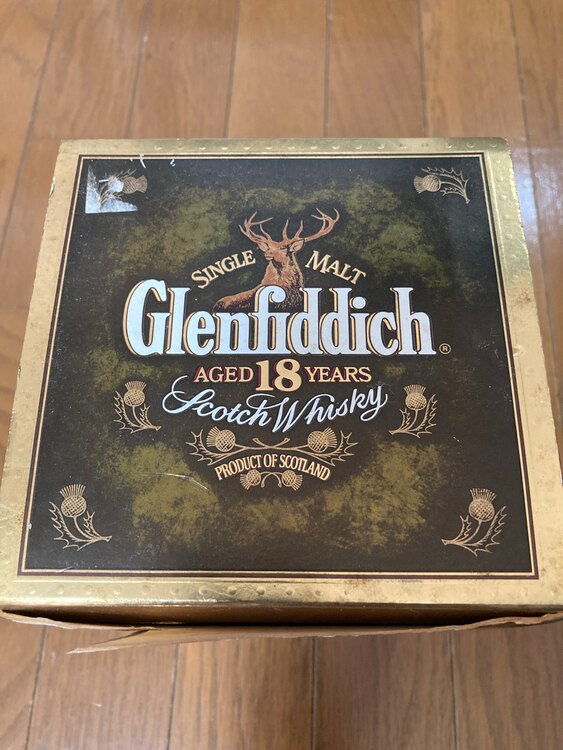 SINGLE MALT
Glenfiddich®
AGED 18 YEARS
Scotch Whisky
PRODUCT OF SCOTLAND